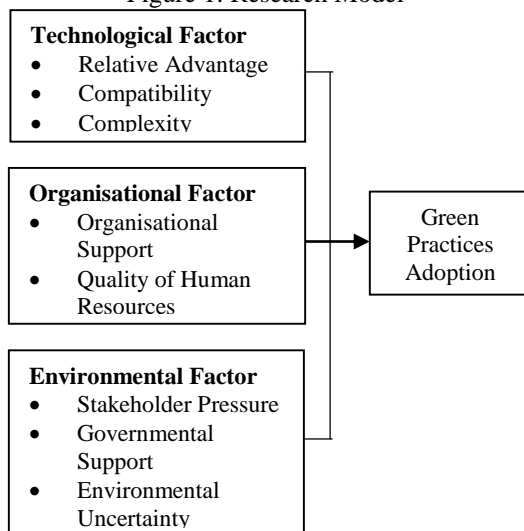 Figure 1: Research Model
Technological Factor
• Relative Advantage
• Compatibility
• Complexity
Organisational Factor
• Organisational
Support
• Quality of Human
Resources
Environmental Factor
• Stakeholder Pressure
• Governmental
Support
• Environmental
Uncertainty
Green
Practices
Adoption